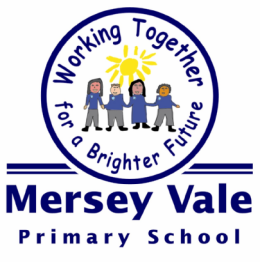 Working Together
for a Brighter Future
Mersey Vale
Primary School